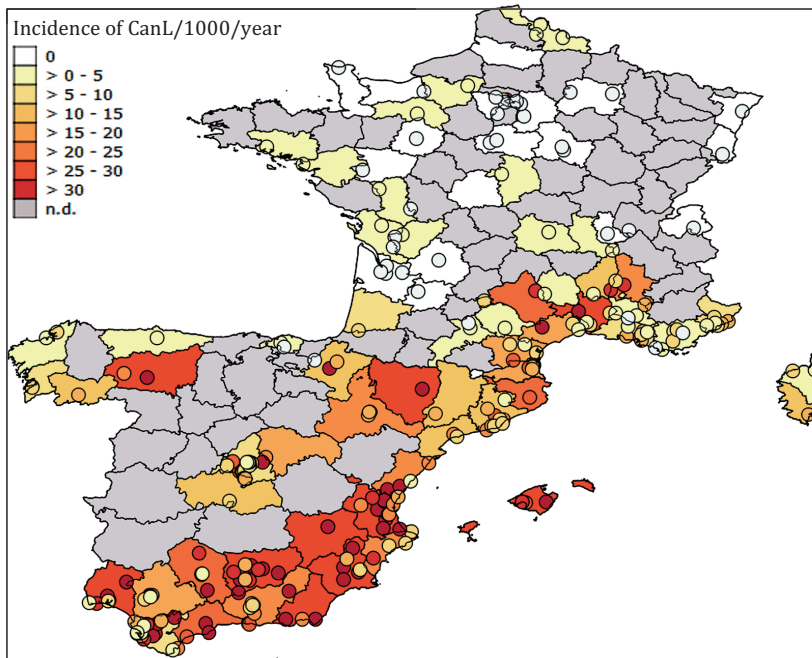 Incidence of CanL/1000/year
0
> 0 - 5
> 5 - 10
> 10 - 15
> 15 - 20
> 20 - 25
> 25 - 30
> 30
n.d.